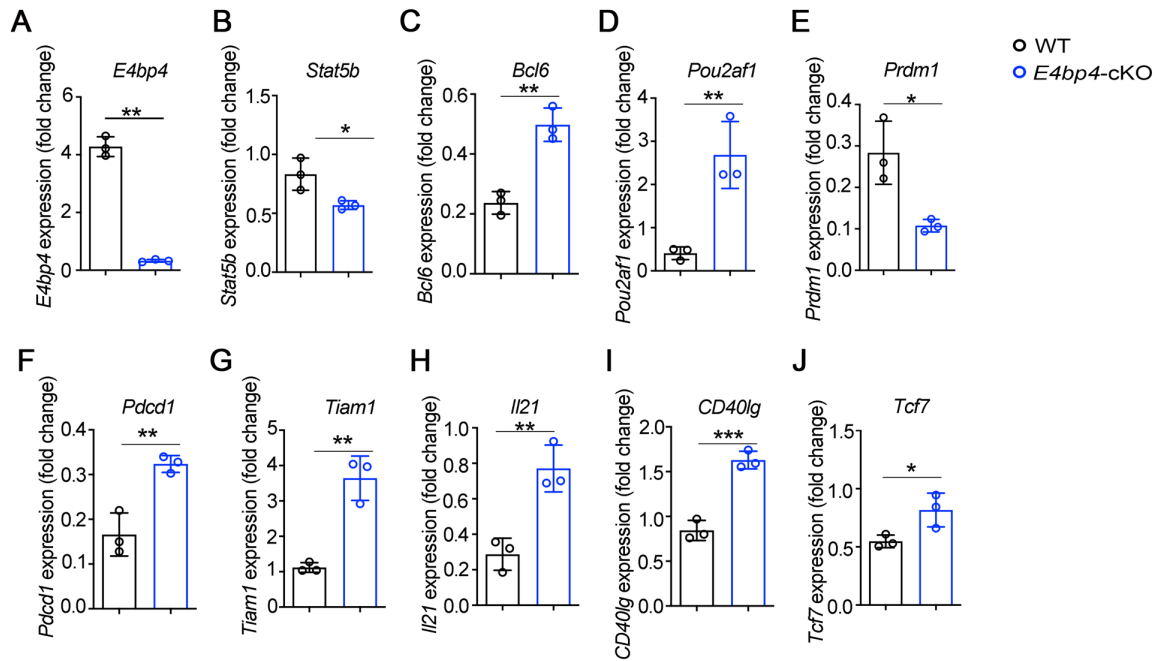 A
B
C
D
E
WT
E4bp4-cKO
E4bp4
E4bp4 expression (fold change)
6
4
2
0
**
Stat5b
Stat5b expression (fold change)
1.5
1.0
0.5
0.0
*
Bcl6
Bcl6 expression (fold change)
0.6
0.4
0.2
0.0
**
Pou2af1
Pou2af1 expression (fold change)
4
3
2
1
0
**
Prdm1
Prdm1 expression (fold change)
0.4
0.3
0.2
0.1
0.0
*
F
G
H
I
J
Pdcd1
Pdcd1 expression (fold change)
0.4
0.3
0.2
0.1
0.0
**
Tiam1
Tiam1 expression (fold change)
5
4
3
2
1
0
**
Il21
Il21 expression (fold change)
1.0
0.8
0.6
0.4
0.2
0.0
**
CD40lg
CD40lg expression (fold change)
2.0
1.5
1.0
0.5
0.0
***
Tcf7
Tcf7 expression (fold change)
1.5
1.0
0.5
0.0
*